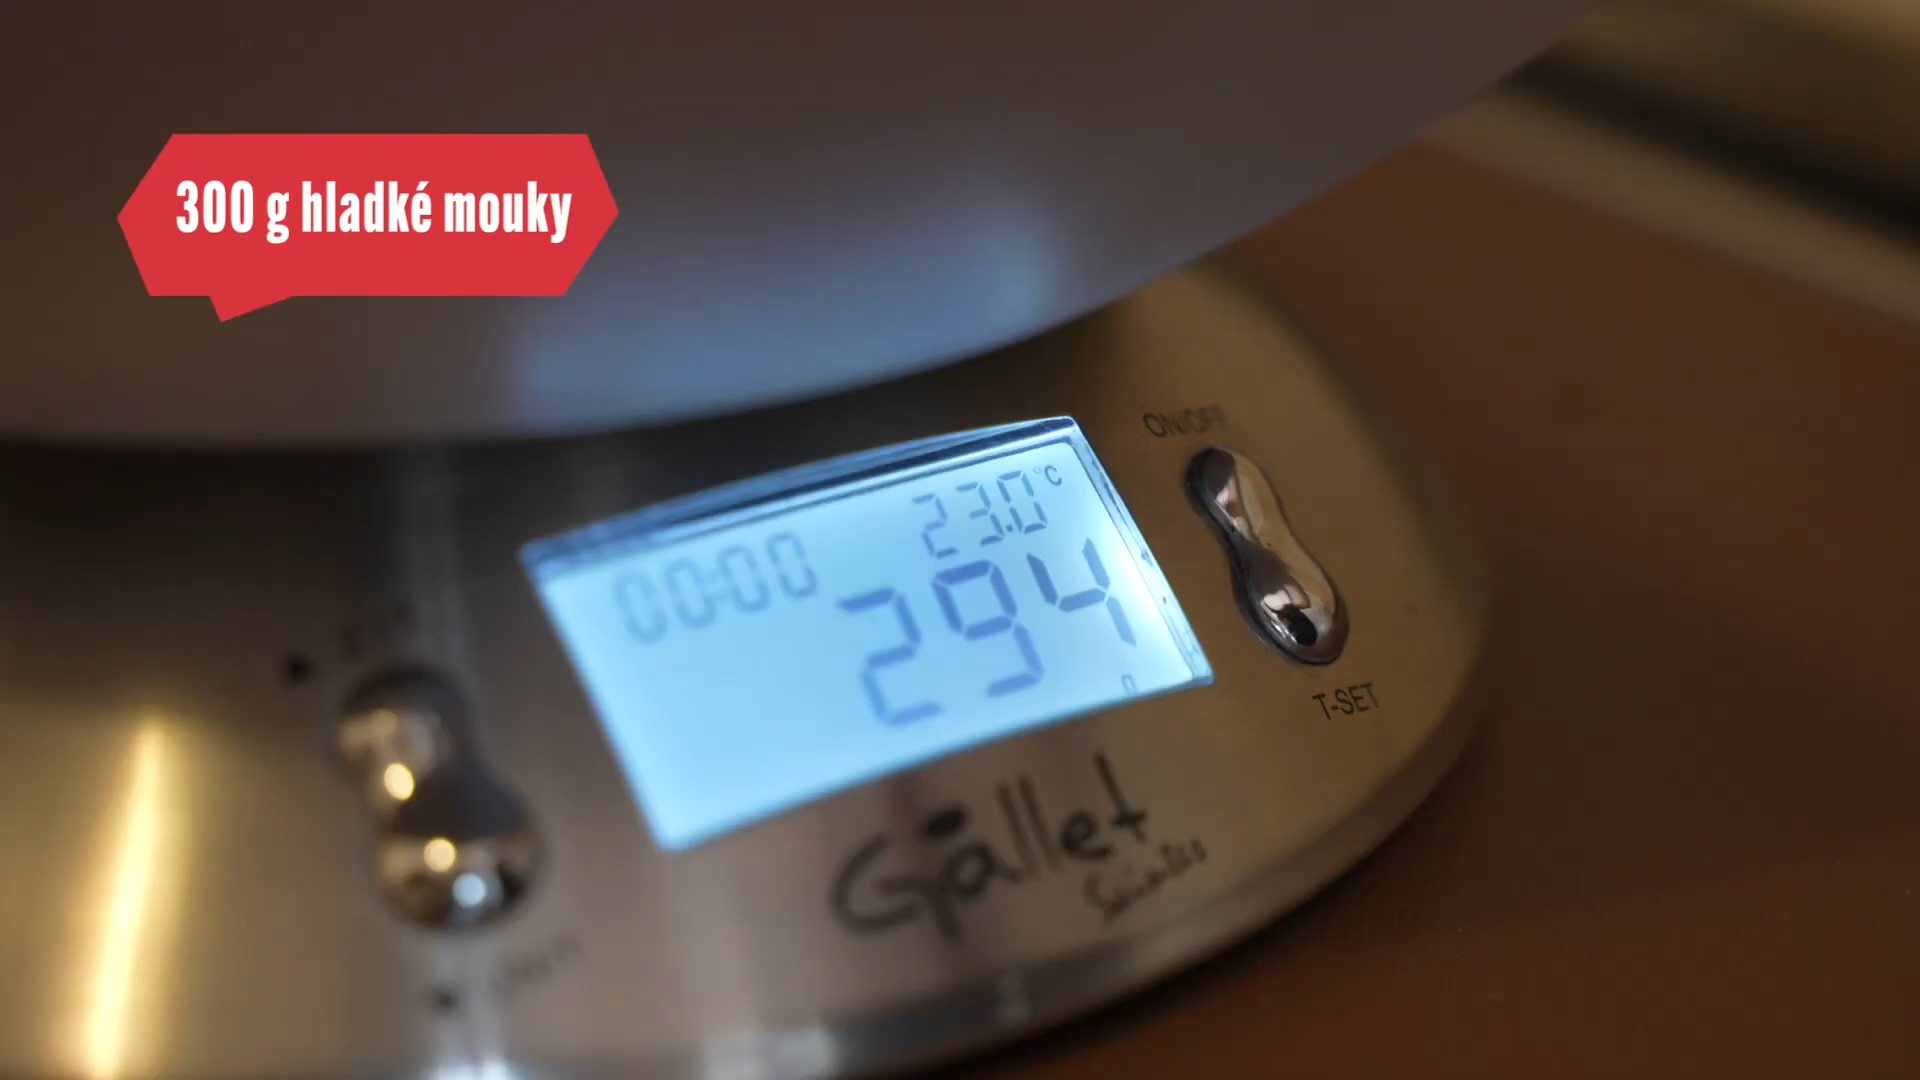 300 g hladké mouky
ON/OFF
23.0 °C
00:00
294
g
T-SET
Gallet